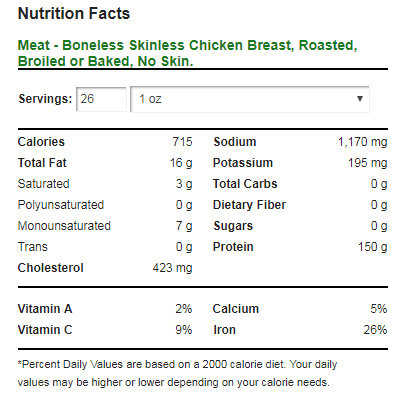 Nutrition Facts
Meat - Boneless Skinless Chicken Breast, Roasted,
Broiled or Baked, No Skin.
Servings: 26 1 oz
Calories 715 Sodium 1,170 mg
Total Fat 16 g Potassium 195 mg
Saturated 3 g Total Carbs 0 g
Polyunsaturated 0 g Dietary Fiber 0 g
Monounsaturated 7 g Sugars 0 g
Trans 0 g Protein 150 g
Cholesterol 423 mg
Vitamin A 2% Calcium 5%
Vitamin C 9% Iron 26%
*Percent Daily Values are based on a 2000 calorie diet. Your daily
values may be higher or lower depending on your calorie needs.